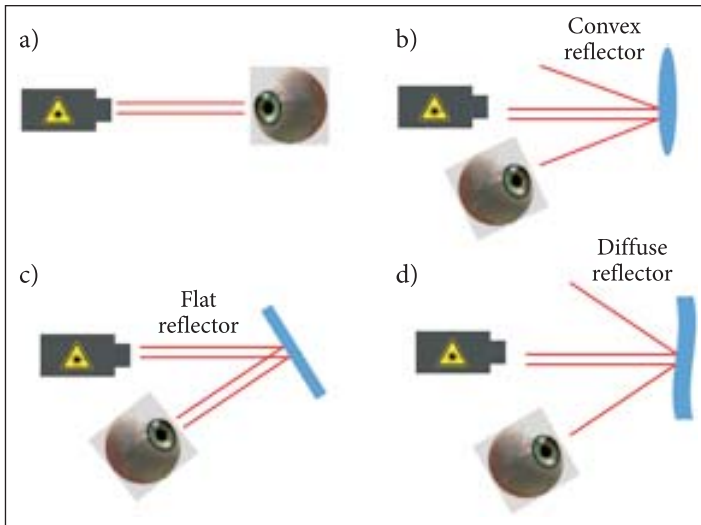 a)
b)
Convex
reflector
c)
Flat
reflector
d)
Diffuse
reflector